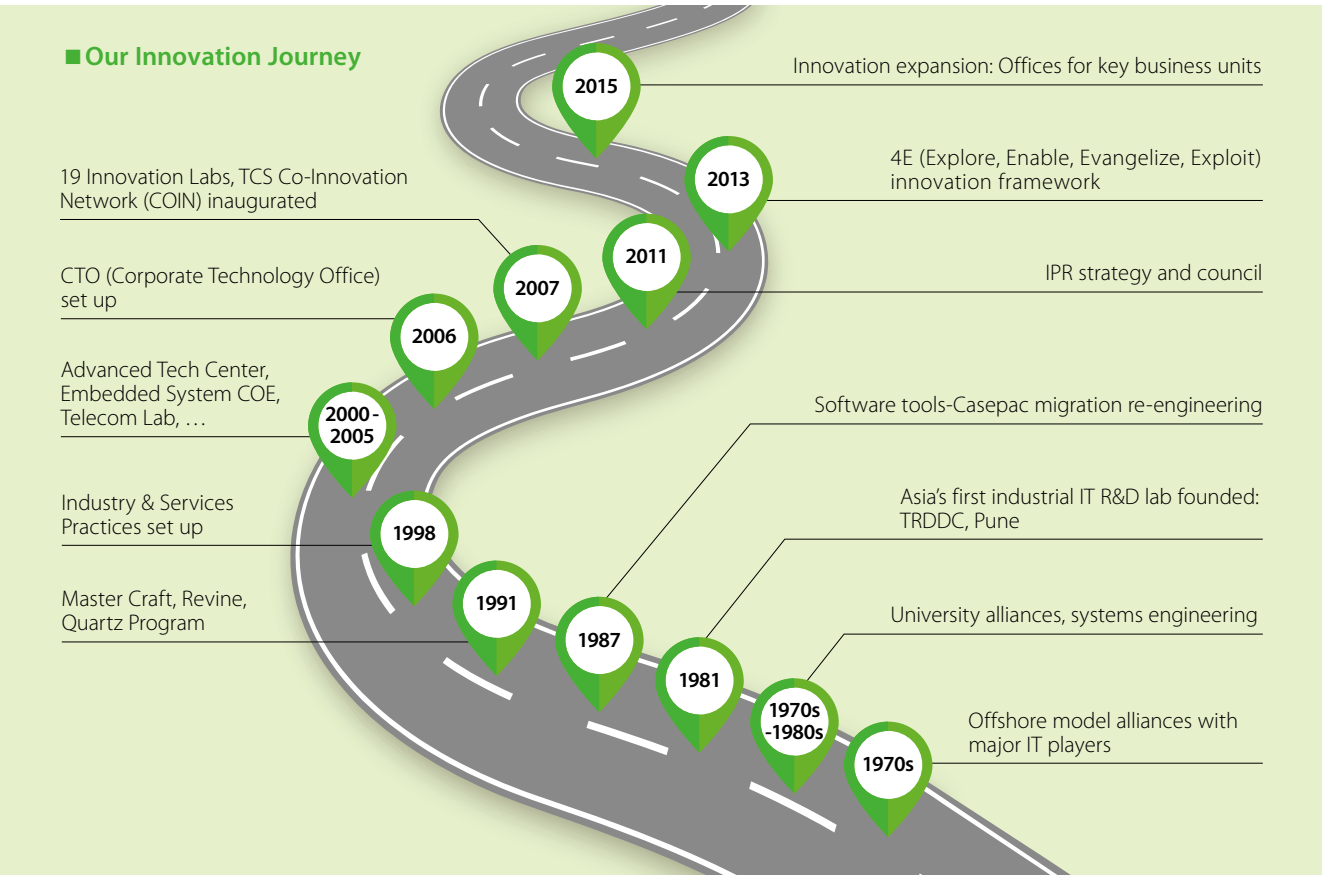 ■ Our Innovation Journey
2015
Innovation expansion: Offices for key business units
2013
4E (Explore, Enable, Evangelize, Exploit)
innovation framework
2011
IPR strategy and council
19 Innovation Labs, TCS Co-Innovation
Network (COIN) inaugurated
2007
CTO (Corporate Technology Office)
set up
2006
Advanced Tech Center,
Embedded System COE,
Telecom Lab, …
2000-
2005
Industry & Services
Practices set up
1998
Master Craft, Revine,
Quartz Program
1991
Software tools-Casepac migration re-engineering
1987
Asia’s first industrial IT R&D lab founded:
TRDDC, Pune
1981
University alliances, systems engineering
1970s
-1980s
Offshore model alliances with
major IT players
1970s